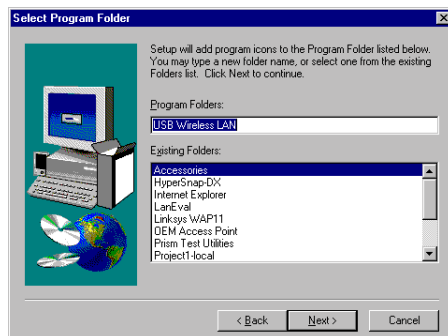 Select Program Folder
Setup will add program icons to the Program Folder listed below.
You may type a new folder name, or select one from the existing
Folders list. Click Next to continue.
Program Folders:
USB Wireless LAN
Existing Folders:
Accessories
HyperSnap-DX
Internet Explorer
LanEval
Linksys WAP11
OEM Access Point
Prism Test Utilities
Project1-local
< Back
Next >
Cancel